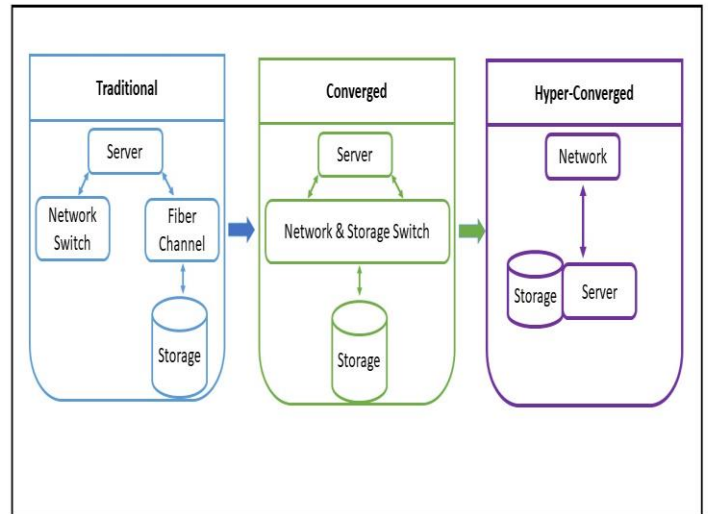 Traditional
Server
Network
Switch
Fiber
Channel
Storage
Converged
Server
Network & Storage Switch
Storage
Hyper-Converged
Network
Storage
Server